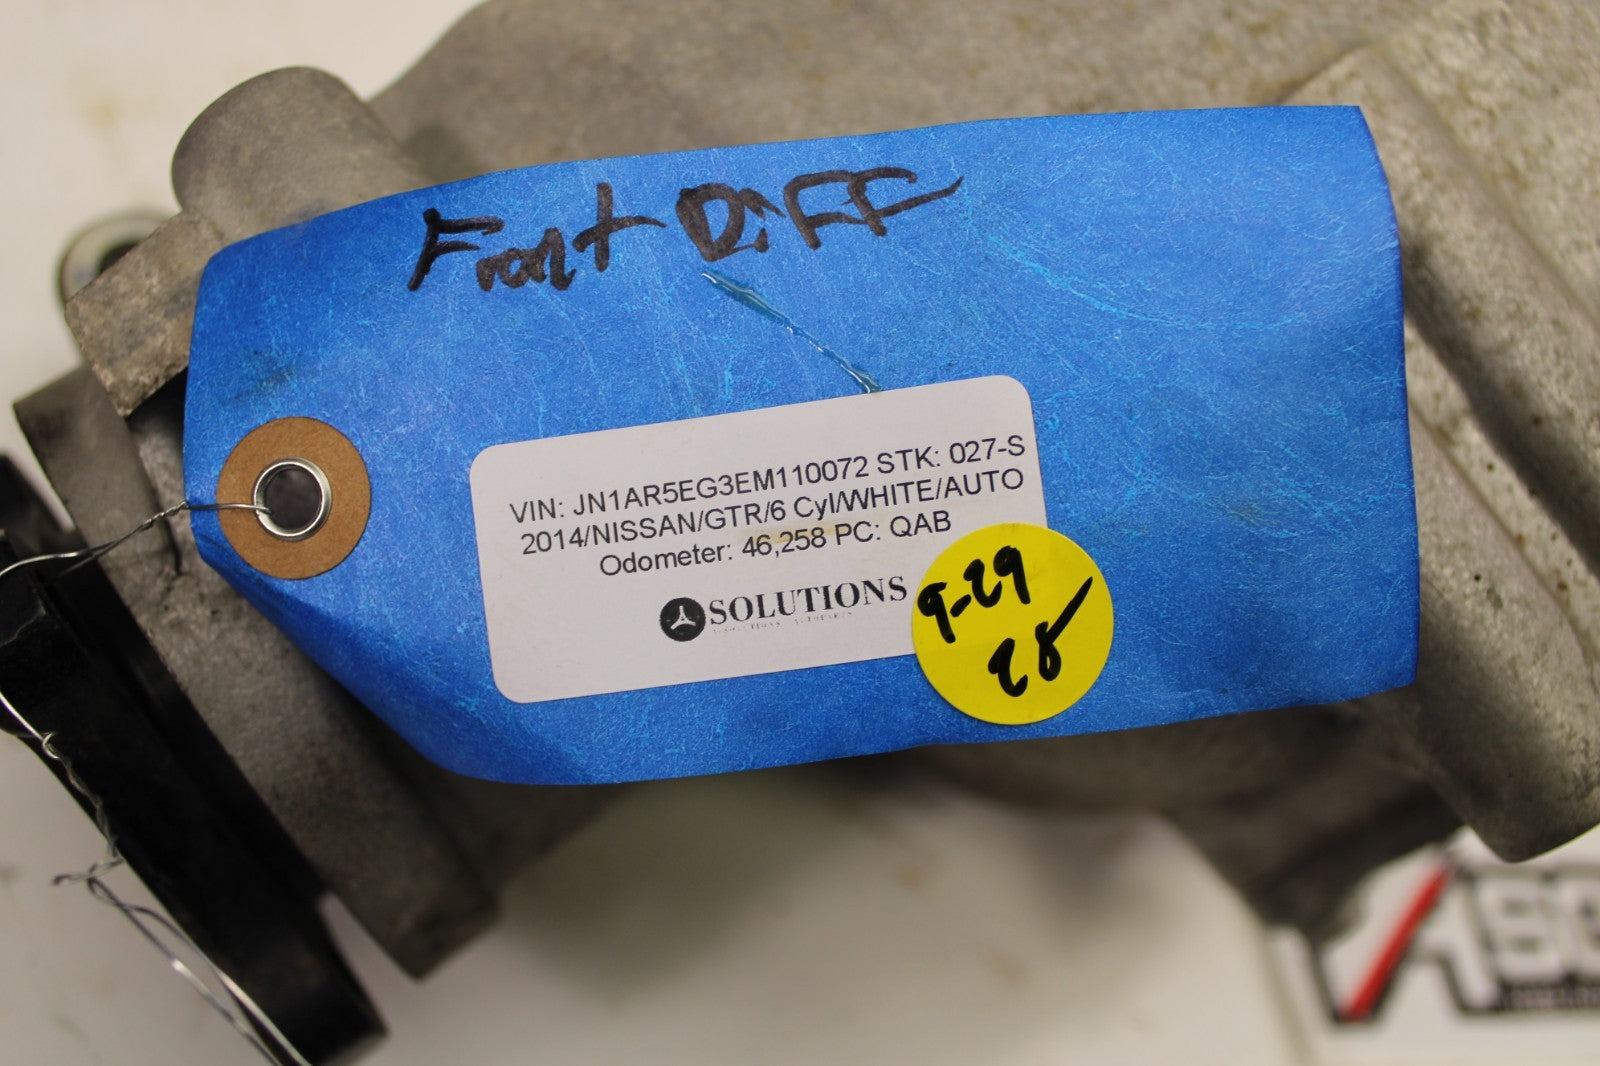 Front DiFF
VIN: JN1AR5EG3EM110072 STK: 027-S
2014/NISSAN/GTR/6 Cyl/WHITE/AUTO
Odometer: 46,258 PC: QAB
SOLUTIONS
9-29